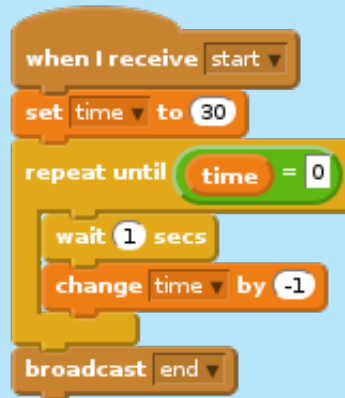 when I receive start
set time to 30
repeat until time = 0
wait 1 secs
change time by -1
broadcast end